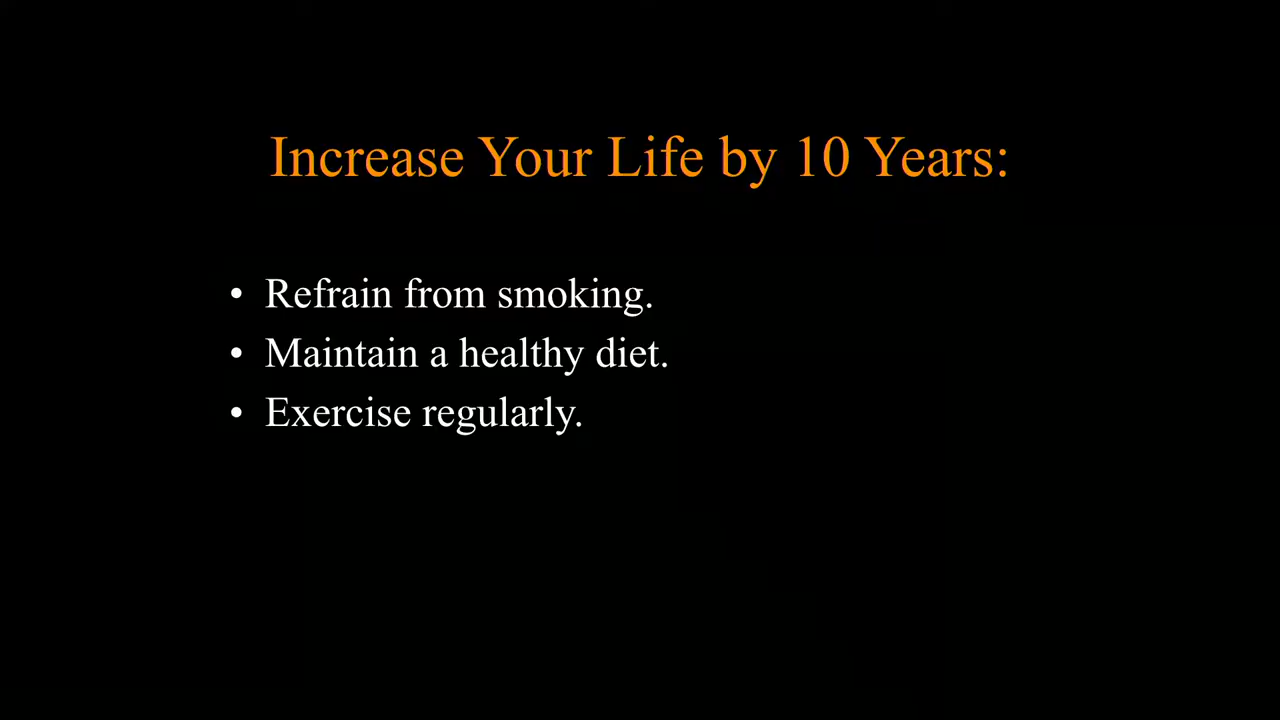 Increase Your Life by 10 Years:
• Refrain from smoking.
• Maintain a healthy diet.
• Exercise regularly.